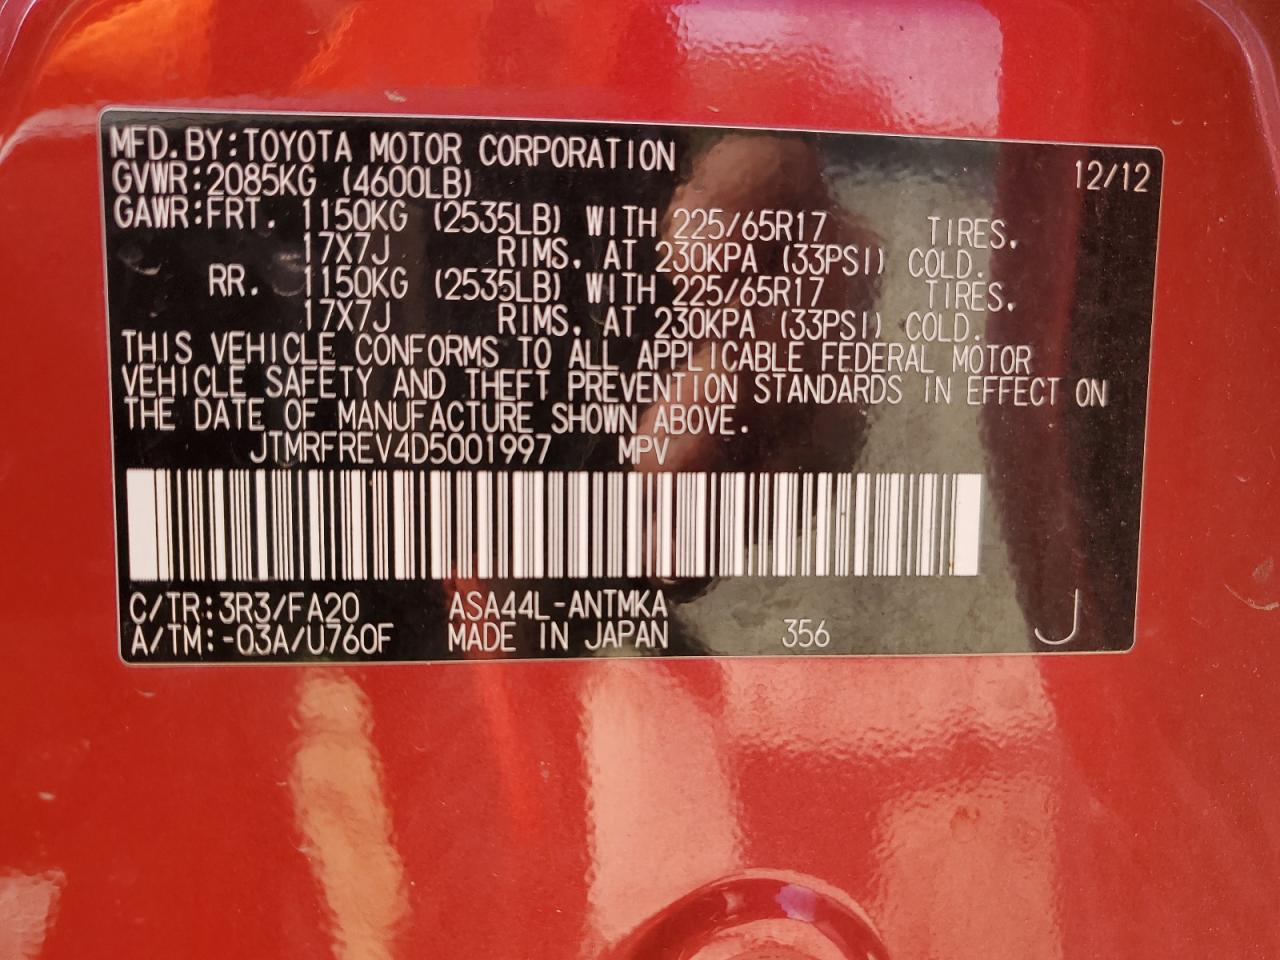 MFD.BY:TOYOTA MOTOR CORPORATION 12/12
GVWR:2085KG (4600LB)
GAWR:FRT. 1150KG (2535LB) WITH 225/65R17 TIRES.
17X7J RIMS. AT 230KPA (33PSI) COLD.
RR. 1150KG (2535LB) WITH 225/65R17 TIRES.
17X7J RIMS. AT 230KPA (33PSI) COLD.
THIS VEHICLE CONFORMS TO ALL APPLICABLE FEDERAL MOTOR
VEHICLE SAFETY AND THEFT PREVENTION STANDARDS IN EFFECT ON
THE DATE OF MANUFACTURE SHOWN ABOVE.
JTMRFREV4D5001997 MPV
C/TR:3R3/FA20 ASA44L-ANTMKA
A/TM:-03A/U760F MADE IN JAPAN 356 J